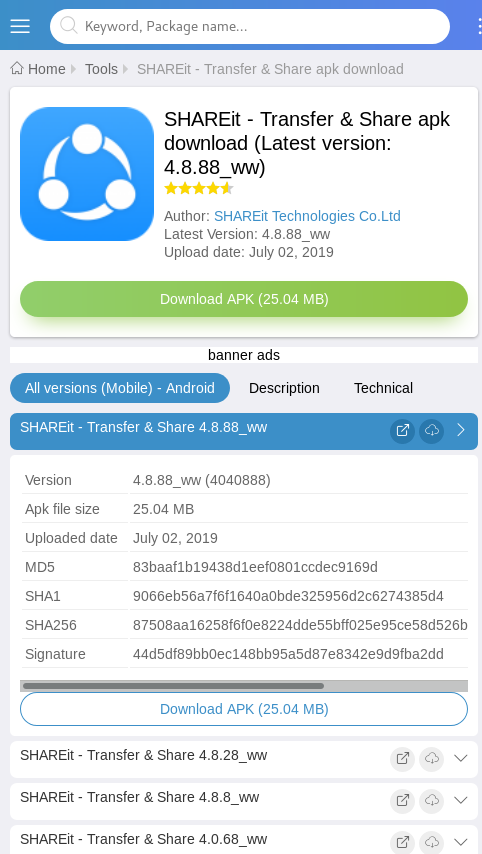 Keyword, Package name...
Home Tools SHAREit - Transfer & Share apk download
SHAREit - Transfer & Share apk
download (Latest version:
4.8.88_ww)
Author: SHAREit Technologies Co.Ltd
Latest Version: 4.8.88_ww
Upload date: July 02, 2019
Download APK (25.04 MB)
banner ads
All versions (Mobile) - Android Description Technical
SHAREit - Transfer & Share 4.8.88_ww
Version 4.8.88_ww (4040888)
Apk file size 25.04 MB
Uploaded date July 02, 2019
MD5 83baaf1b19438d1eef0801ccdec9169d
SHA1 9066eb56a7f6f1640a0bde325956d2c6274385d4
SHA256 87508aa16258f6f0e8224dde55bff025e95ce58d526b
Signature 44d5df89bb0ec148bb95a5d87e8342e9d9fba2dd
Download APK (25.04 MB)
SHAREit - Transfer & Share 4.8.28_ww
SHAREit - Transfer & Share 4.8.8_ww
SHAREit - Transfer & Share 4.0.68_ww